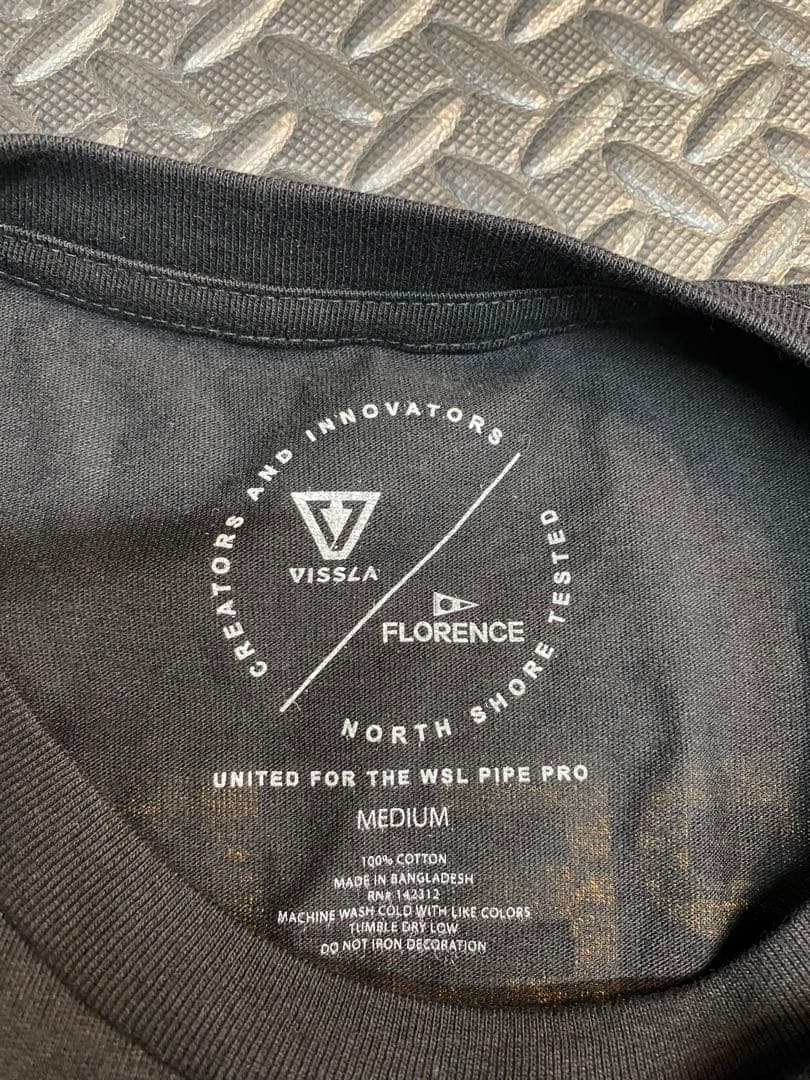 CREATORS AND INNOVATORS
VISSLA
FLORENCE
NORTH SHORE TESTED
UNITED FOR THE WSL PIPE PRO
MEDIUM
100% COTTON
MADE IN BANGLADESH
RN# 142312
MACHINE WASH COLD WITH LIKE COLORS
TUMBLE DRY LOW
DO NOT IRON DECORATION